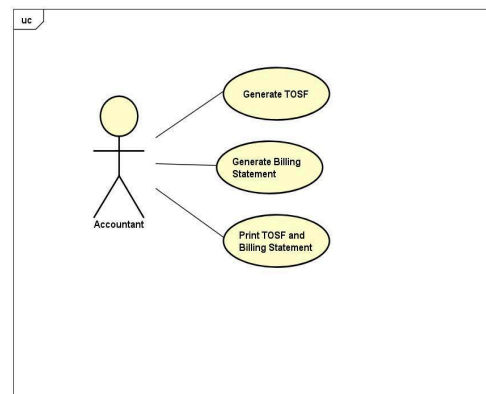 uc
Generate TOSF
Generate Billing
Statement
Print TOSF and
Billing Statement
Accountant